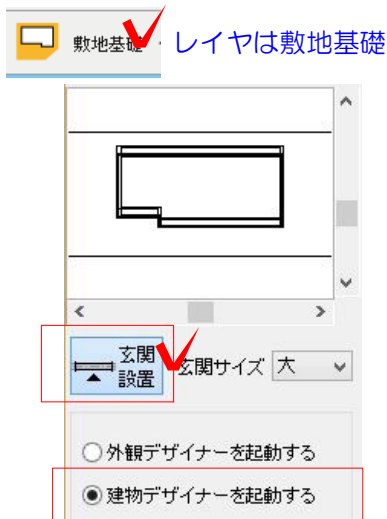 敷地基礎
レイヤは敷地基礎
玄関
設置
玄関サイズ 大
外観デザイナーを起動する
建物デザイナーを起動する